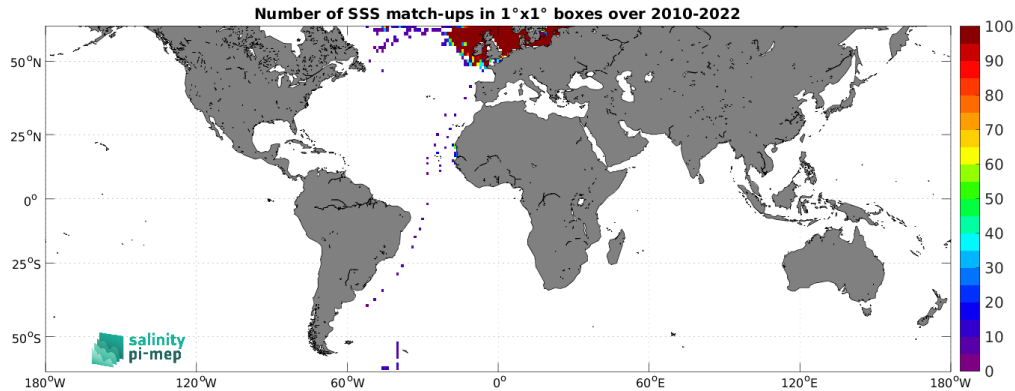 Number of SSS match-ups in 1°x1° boxes over 2010-2022
100
90
80
70
60
50
40
30
20
10
0
50°N
25°N
0°
25°S
50°S
salinity
pi-mep
180°W 120°W 60°W 0° 60°E 120°E 180°W